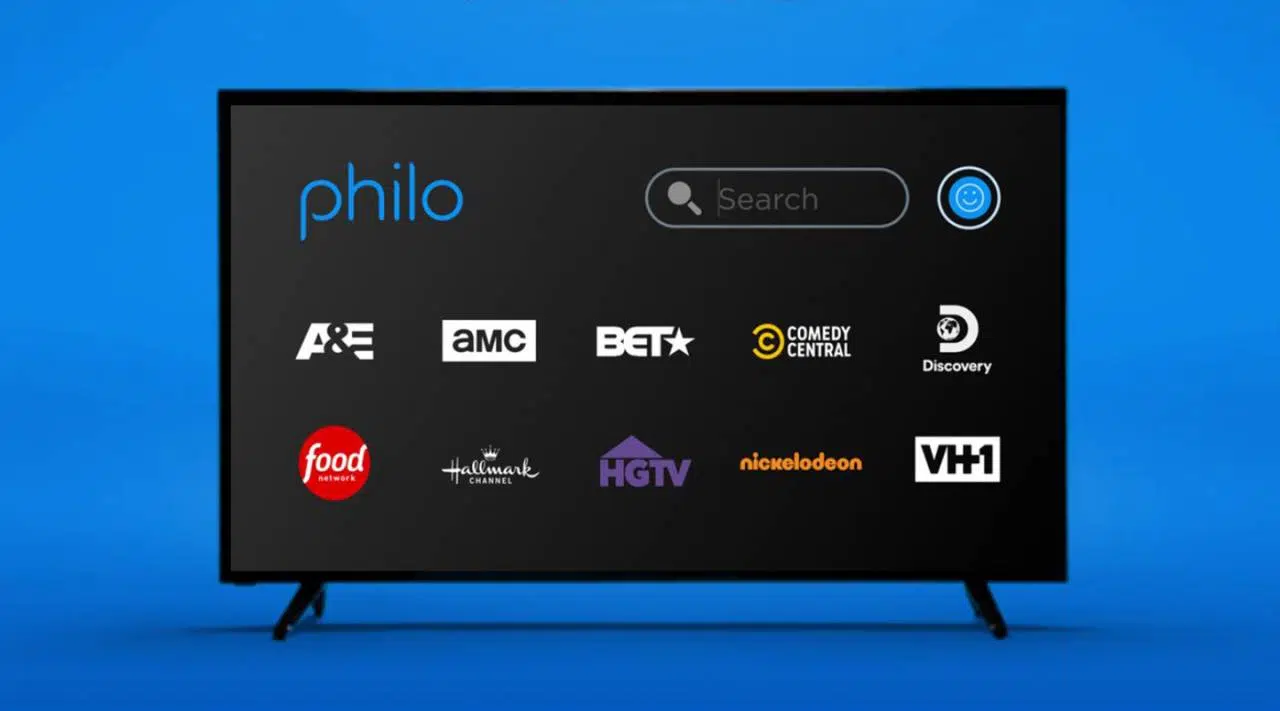 philo
Search
A&E
aMC
BET
COMEDY
CENTRAL
Discovery
food
network
Hallmark
CHANNEL
HGTV
nickelodeon
VH1